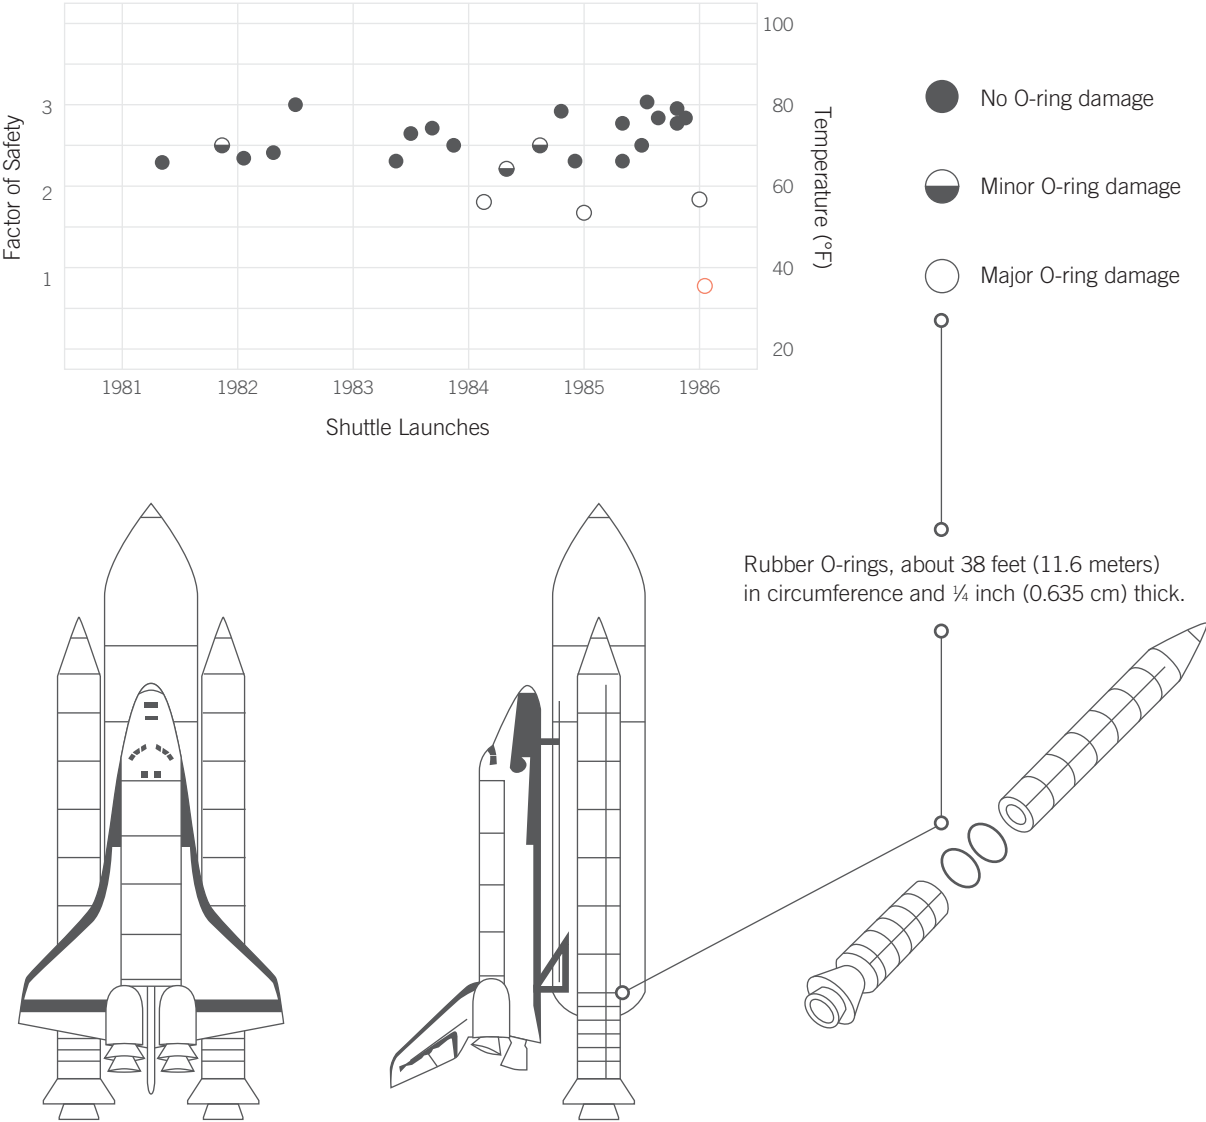 100
80
60
40
20
Temperature (°F)
3
2
1
Factor of Safety
1981
1982
1983
1984
1985
1986
Shuttle Launches
No O-ring damage
Minor O-ring damage
Major O-ring damage
Rubber O-rings, about 38 feet (11.6 meters)
in circumference and ¼ inch (0.635 cm) thick.